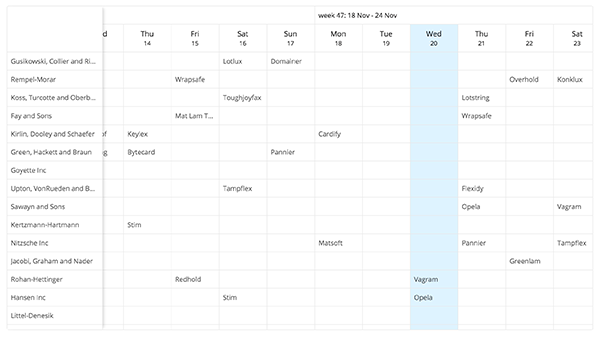 week 47: 18 Nov - 24 Nov
d Thu Fri Sat Sun Mon Tue Wed Thu Fri Sat
14 15 16 17 18 19 20 21 22 23
Gusikowski, Collier and Ri... Lotlux Domainer
Rempel-Morar Wrapsafe Overhold Konklux
Koss, Turcotte and Oberb... Toughjoyfax Lotstring
Fay and Sons Mat Lam T... Wrapsafe
Kirlin, Dooley and Schaefer of Keylex Cardify
Green, Hackett and Braun ng Bytecard Pannier
Goyette Inc
Upton, VonRueden and B... Tampflex Flexidy
Sawayn and Sons Opela Vagram
Kertzmann-Hartmann Stim
Nitzsche Inc Matsoft Pannier Tampflex
Jacobi, Graham and Nader Greenlam
Rohan-Hettinger Redhold Vagram
Hansen Inc Stim Opela
Littel-Denesik